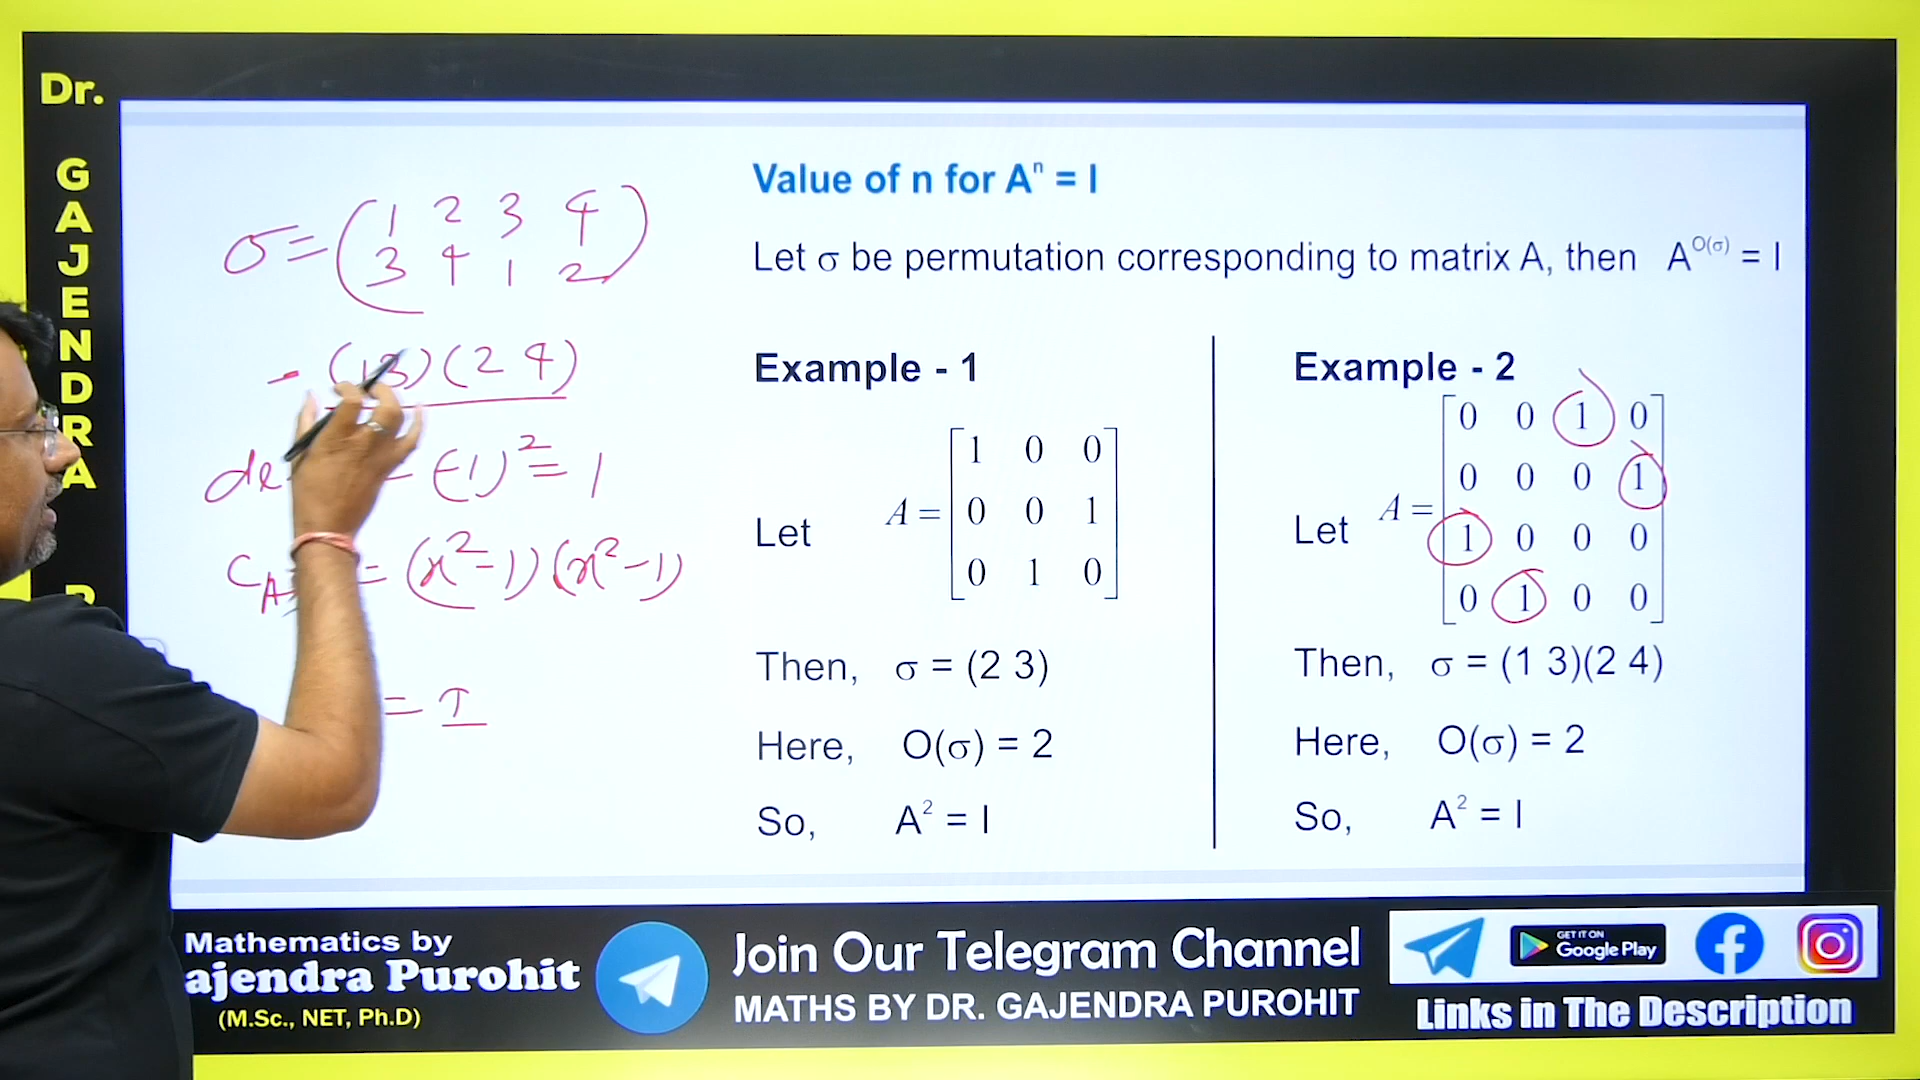 Dr.
G
A
J
E
N
D
R
A
σ = ( 1 2 3 4
3 4 1 2 )
(1 3)(2 4)
de = (-1)² = 1
C_A = (x²-1)(x²-1)
= I
Value of n for Aⁿ = I
Let σ be permutation corresponding to matrix A, then A^O(σ) = I
Example - 1
Let A = [1 0 0
0 0 1
0 1 0]
Then, σ = (2 3)
Here, O(σ) = 2
So, A² = I
Example - 2
Let A = [0 0 1 0
0 0 0 1
1 0 0 0
0 1 0 0]
Then, σ = (1 3)(2 4)
Here, O(σ) = 2
So, A² = I
Mathematics by
ajendra Purohit
(M.Sc., NET, Ph.D)
Join Our Telegram Channel
MATHS BY DR. GAJENDRA PUROHIT
GET IT ON
Google Play
Links in The Description